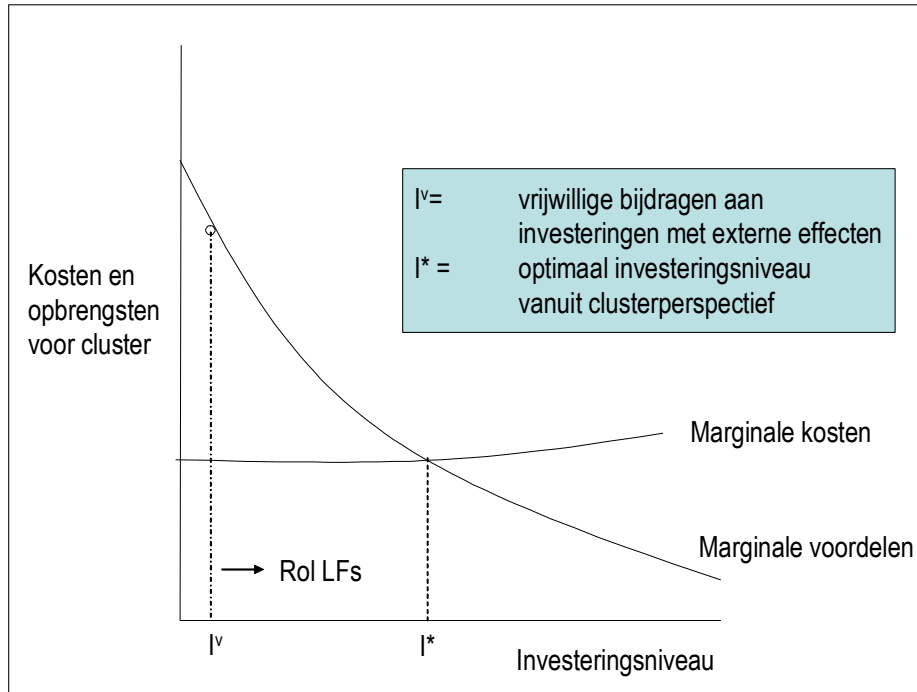 Iᵛ= vrijwillige bijdragen aan
investeringen met externe effecten
I* = optimaal investeringsniveau
vanuit clusterperspectief
Kosten en
opbrengsten
voor cluster
Marginale kosten
Marginale voordelen
Rol LFs
Iᵛ
I*
Investeringsniveau